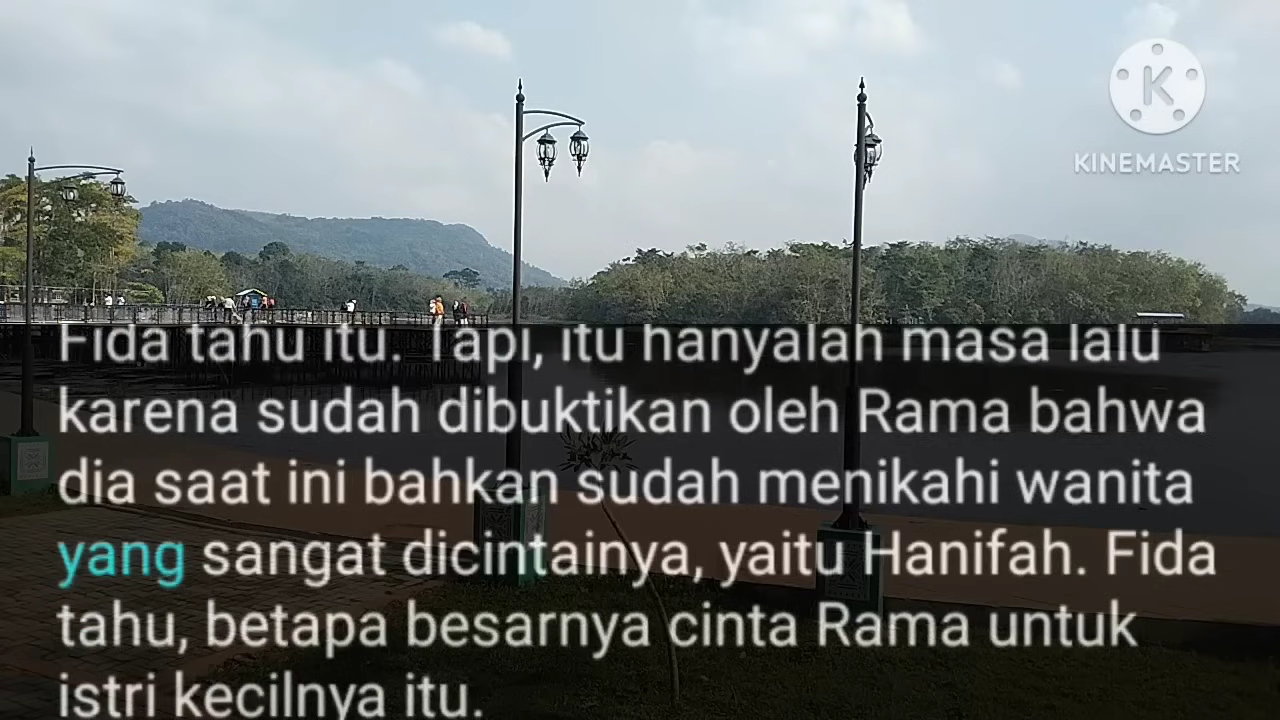 KINEMASTER
Fida tahu itu. Tapi, itu hanyalah masa lalu
karena sudah dibuktikan oleh Rama bahwa
dia saat ini bahkan sudah menikahi wanita
yang sangat dicintainya, yaitu Hanifah. Fida
tahu, betapa besarnya cinta Rama untuk
istri kecilnya itu.